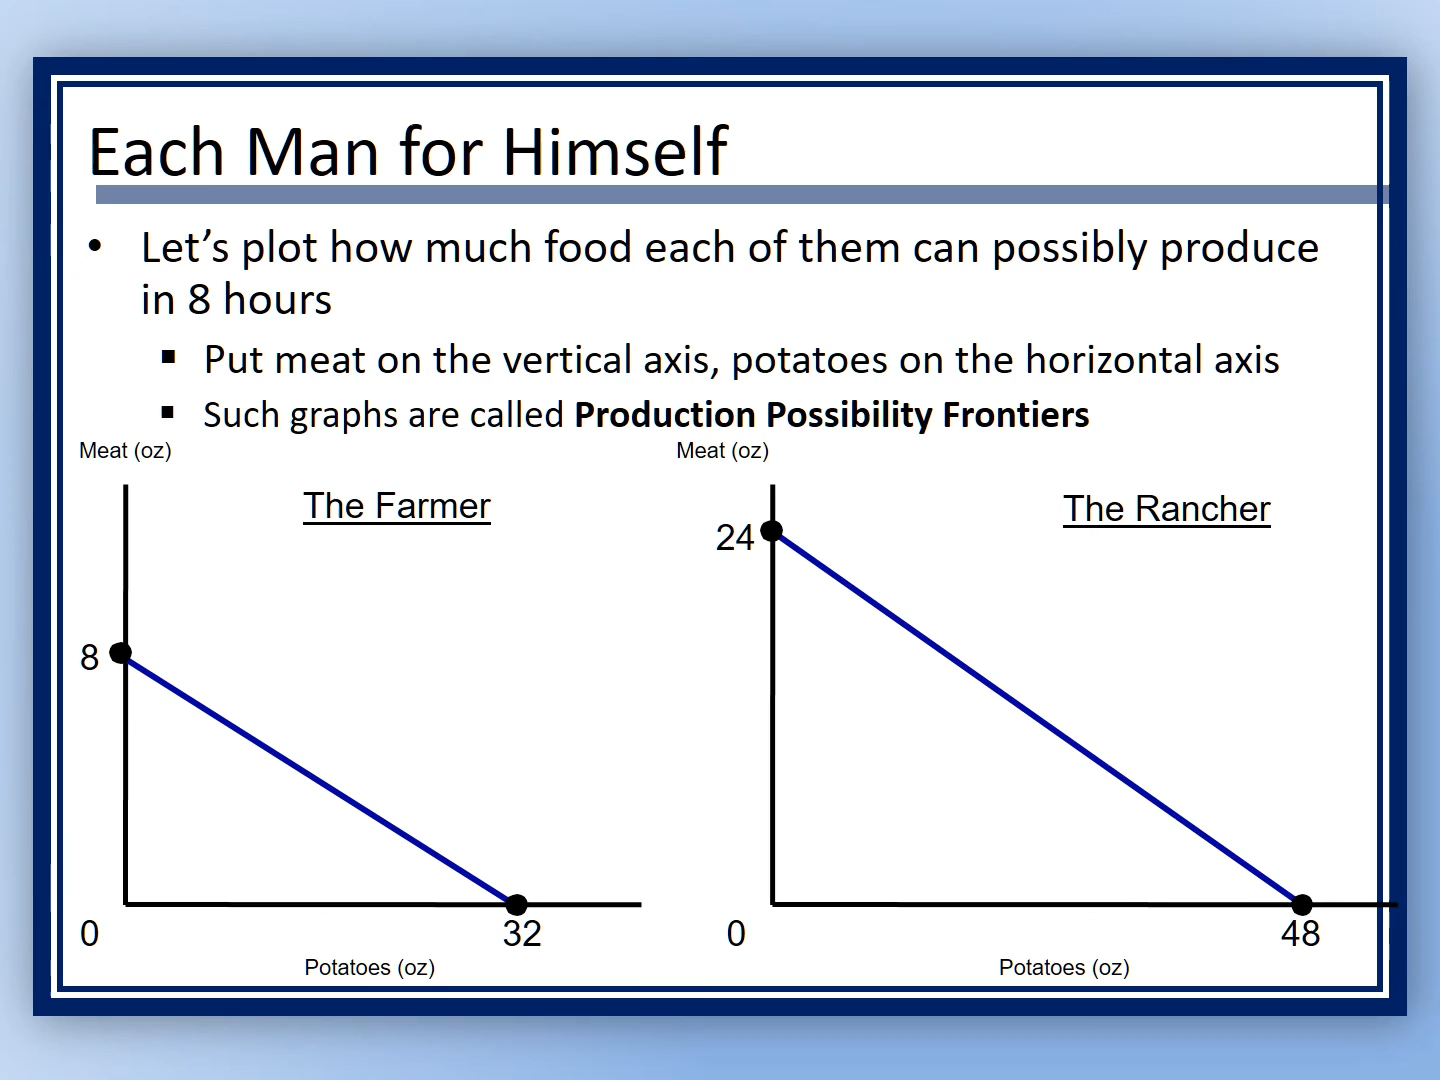 Each Man for Himself
• Let’s plot how much food each of them can possibly produce
in 8 hours
▪ Put meat on the vertical axis, potatoes on the horizontal axis
▪ Such graphs are called Production Possibility Frontiers
Meat (oz)
The Farmer
8
0
32
Potatoes (oz)
Meat (oz)
The Rancher
24
0
48
Potatoes (oz)